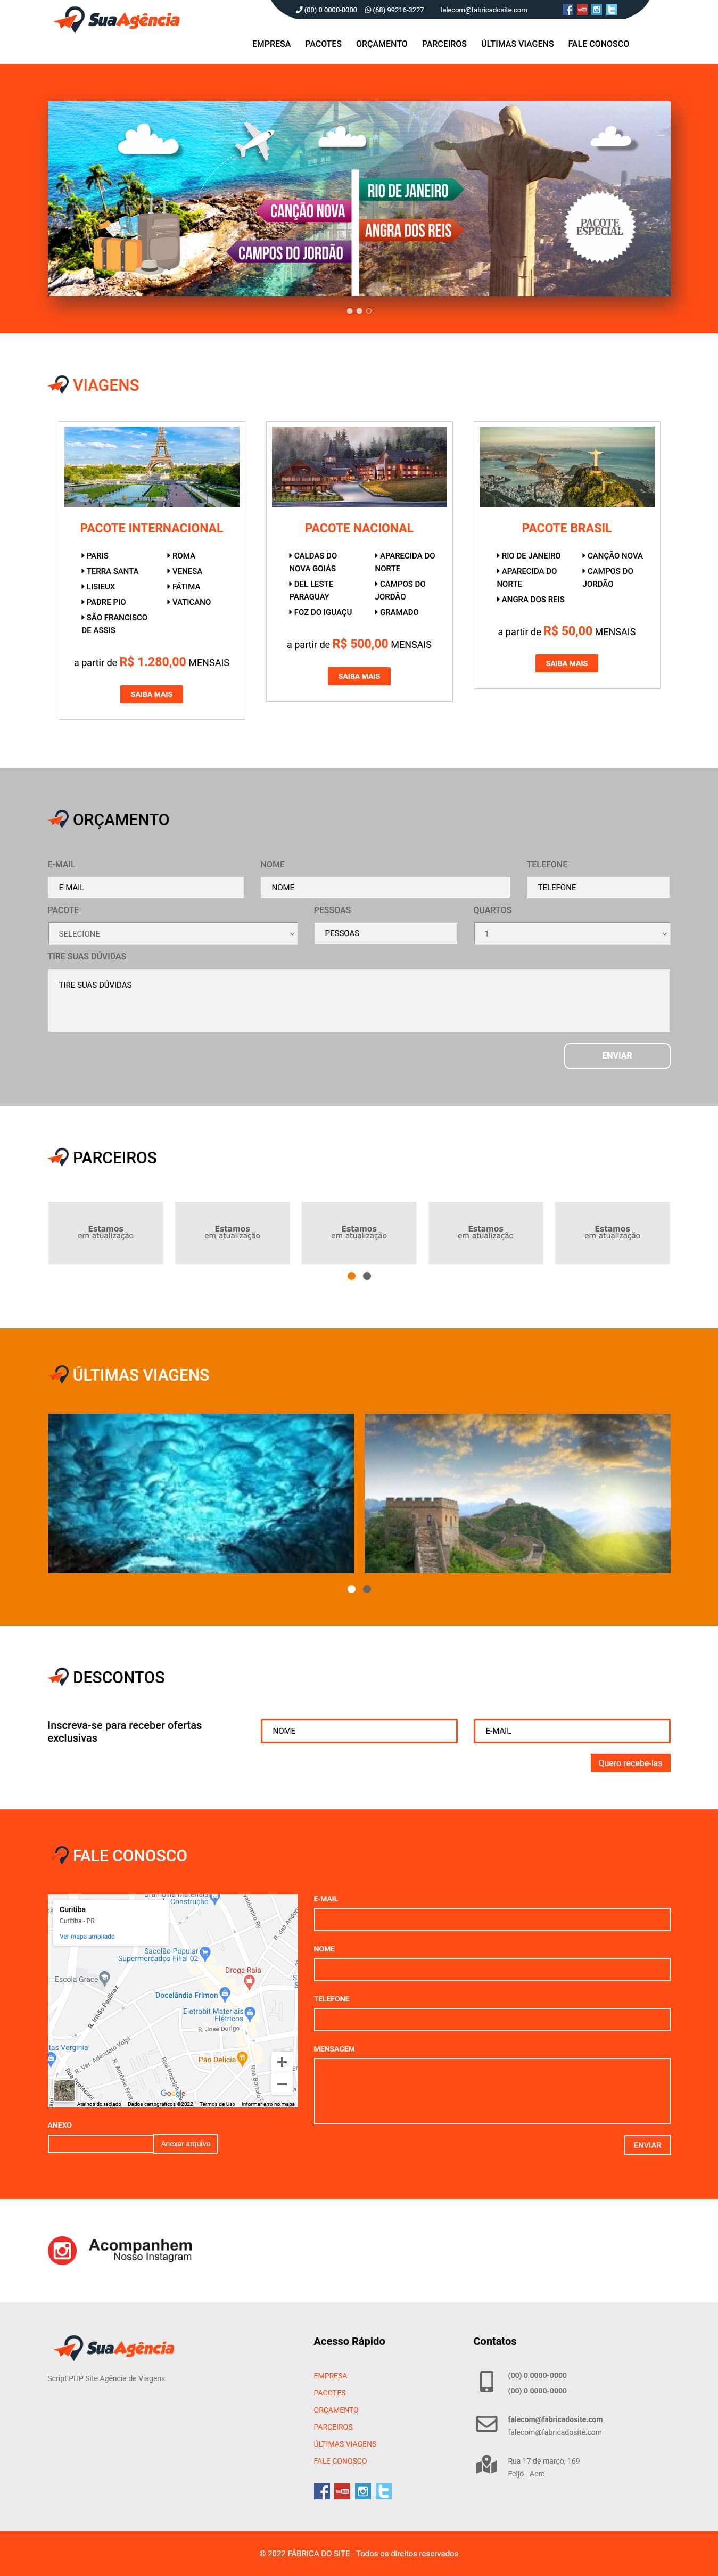 SuaAgência
(00) 0 0000-0000 (68) 99216-3227 falecom@fabricadosite.com
EMPRESA PACOTES ORÇAMENTO PARCEIROS ÚLTIMAS VIAGENS FALE CONOSCO
RIO DE JANEIRO
CANÇÃO NOVA
ANGRA DOS REIS
CAMPOS DO JORDÃO
PACOTE
ESPECIAL
VIAGENS
PACOTE INTERNACIONAL
PARIS
TERRA SANTA
LISIEUX
PADRE PIO
SÃO FRANCISCO
DE ASSIS
ROMA
VENESA
FÁTIMA
VATICANO
a partir de R$ 1.280,00 MENSAIS
SAIBA MAIS
PACOTE NACIONAL
CALDAS DO
NOVA GOIÁS
DEL LESTE
PARAGUAY
FOZ DO IGUAÇU
APARECIDA DO
NORTE
CAMPOS DO
JORDÃO
GRAMADO
a partir de R$ 500,00 MENSAIS
SAIBA MAIS
PACOTE BRASIL
RIO DE JANEIRO
APARECIDA DO
NORTE
ANGRA DOS REIS
CANÇÃO NOVA
CAMPOS DO
JORDÃO
a partir de R$ 50,00 MENSAIS
SAIBA MAIS
ORÇAMENTO
E-MAIL NOME TELEFONE
E-MAIL NOME TELEFONE
PACOTE PESSOAS QUARTOS
SELECIONE PESSOAS 1
TIRE SUAS DÚVIDAS
TIRE SUAS DÚVIDAS
ENVIAR
PARCEIROS
Estamos
em atualização
Estamos
em atualização
Estamos
em atualização
Estamos
em atualização
Estamos
em atualização
ÚLTIMAS VIAGENS
DESCONTOS
Inscreva-se para receber ofertas
exclusivas
NOME
E-MAIL
Quero recebe-las
FALE CONOSCO
Curitiba
Curitiba - PR
Ver mapa ampliado
Construção
Sacolão Popular
Supermercados Filial 02
Droga Raia
Escola Grace
Docelândia Frimon
Eletrobit Materiais
Elétricos
R. José Dorigo
R. Irmãs Paulinas
R. Ver. Adendato Volpi
Pão Delícia
Google
Atalhos do teclado Dados cartográficos ©2022 Termos de Uso Informar erro no mapa
ANEXO
Anexar arquivo
E-MAIL
NOME
TELEFONE
MENSAGEM
ENVIAR
Acompanhem
Nosso Instagram
SuaAgência
Script PHP Site Agência de Viagens
Acesso Rápido
EMPRESA
PACOTES
ORÇAMENTO
PARCEIROS
ÚLTIMAS VIAGENS
FALE CONOSCO
Contatos
(00) 0 0000-0000
(00) 0 0000-0000
falecom@fabricadosite.com
falecom@fabricadosite.com
Rua 17 de março, 169
Feijó - Acre
© 2022 FÁBRICA DO SITE - Todos os direitos reservados